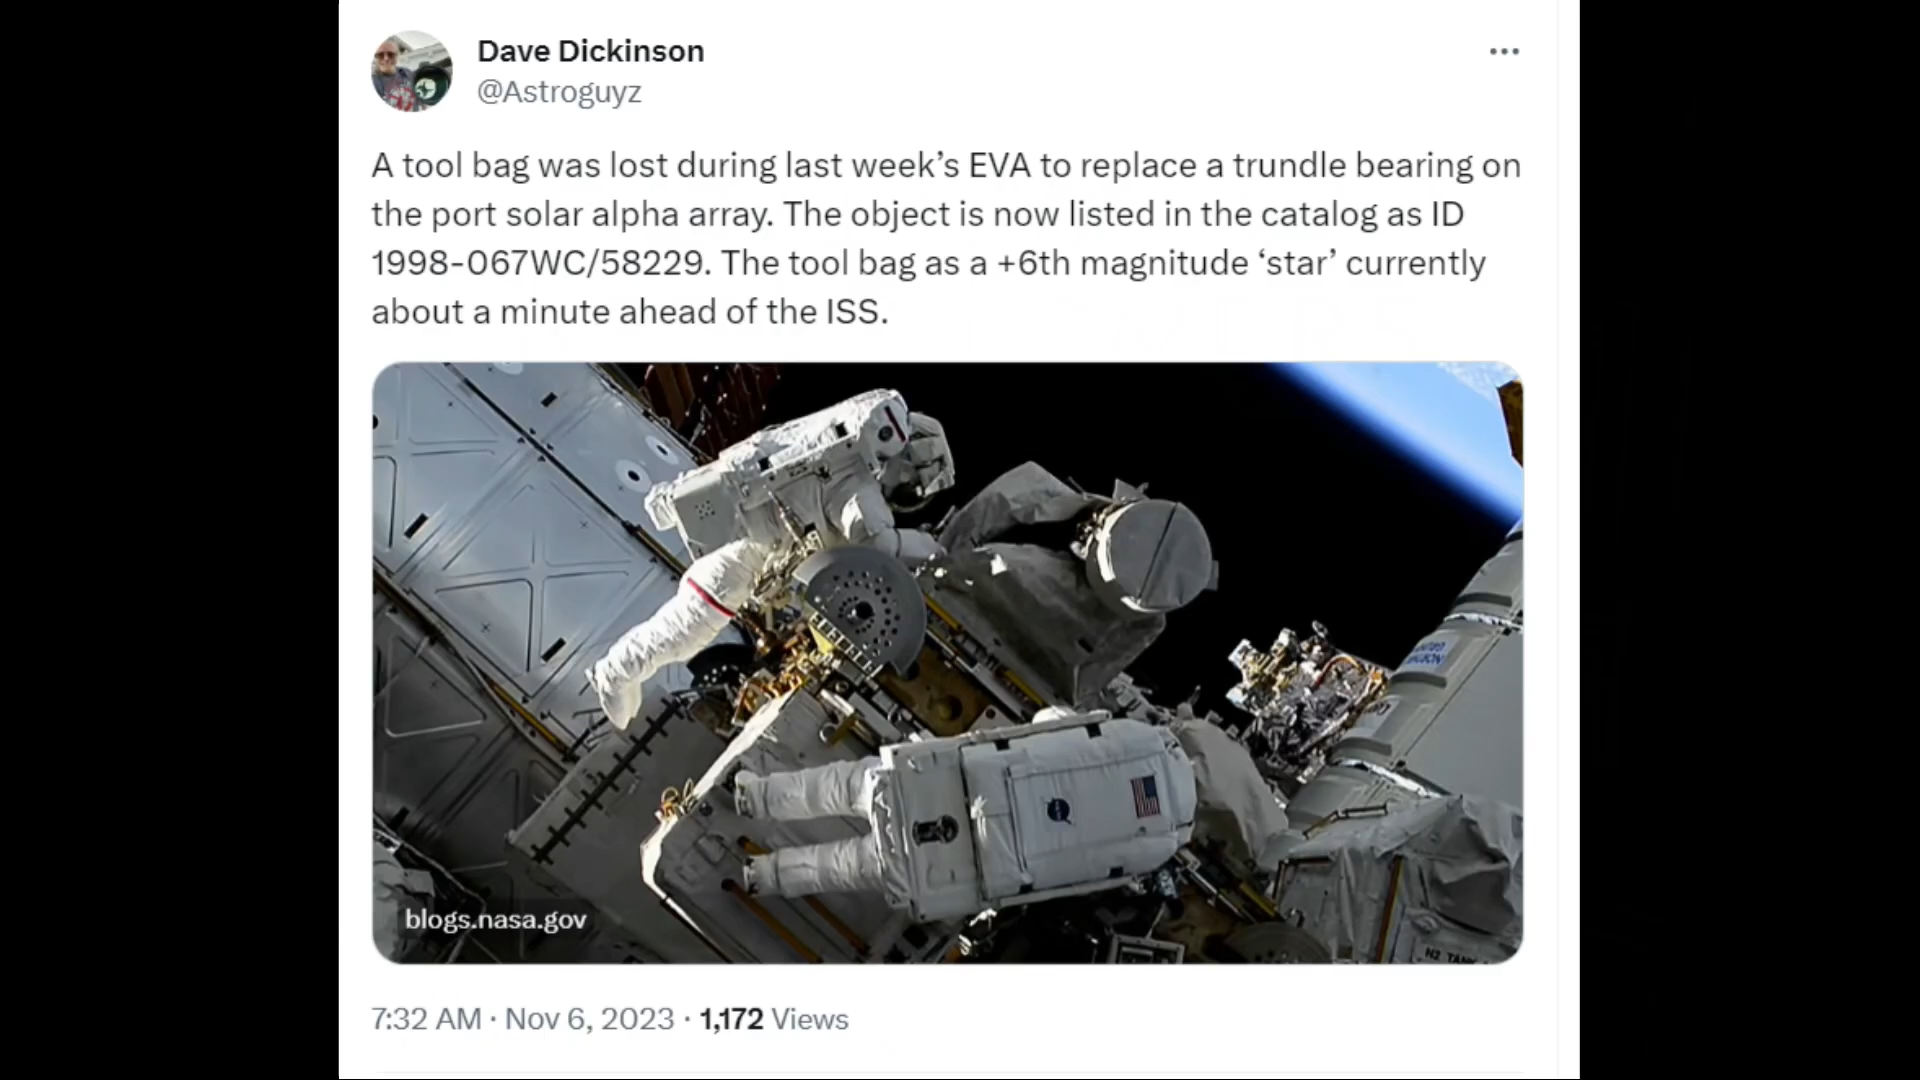 Dave Dickinson
@Astroguyz
A tool bag was lost during last week’s EVA to replace a trundle bearing on
the port solar alpha array. The object is now listed in the catalog as ID
1998-067WC/58229. The tool bag as a +6th magnitude ‘star’ currently
about a minute ahead of the ISS.
blogs.nasa.gov
7:32 AM · Nov 6, 2023 · 1,172 Views